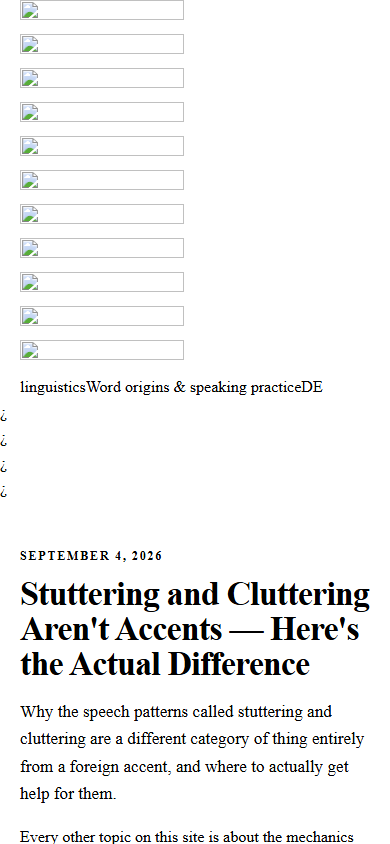 linguisticsWord origins & speaking practiceDE
¿
¿
¿
¿
SEPTEMBER 4, 2026
Stuttering and Cluttering
Aren't Accents — Here's
the Actual Difference
Why the speech patterns called stuttering and
cluttering are a different category of thing entirely
from a foreign accent, and where to actually get
help for them.
Every other topic on this site is about the mechanics